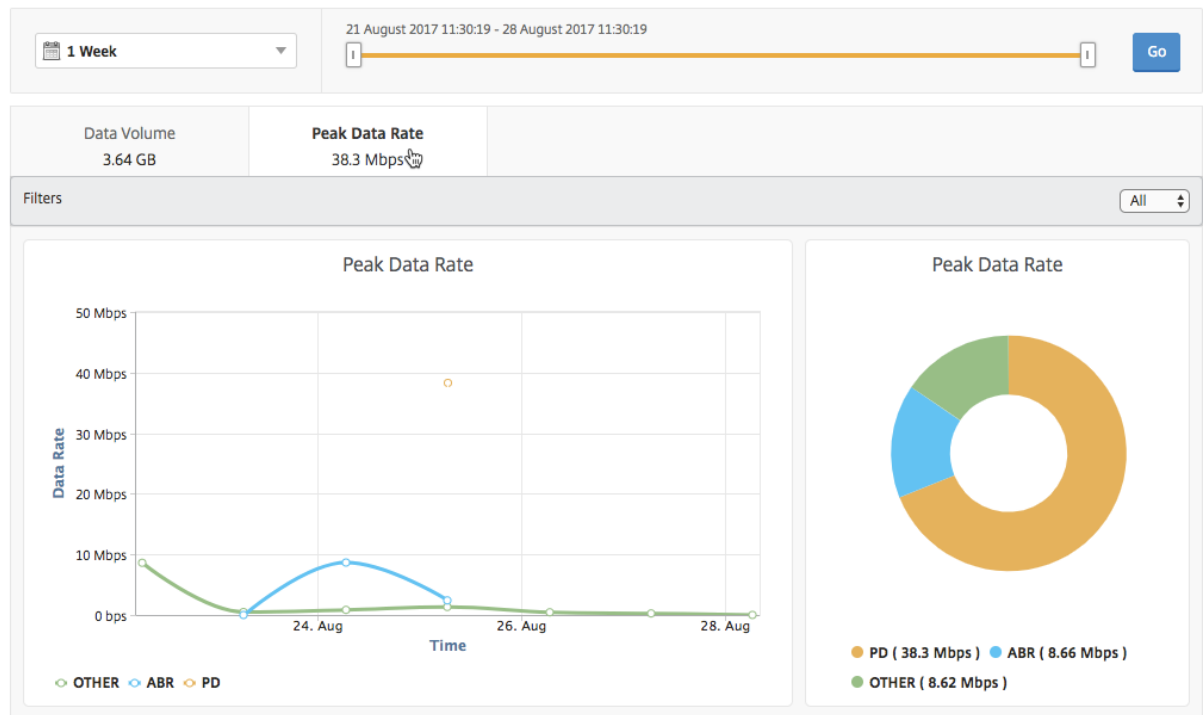 21 August 2017 11:30:19 - 28 August 2017 11:30:19
1 Week
Go
Data Volume
3.64 GB
Peak Data Rate
38.3 Mbps
Filters
All
Peak Data Rate
50 Mbps
40 Mbps
30 Mbps
20 Mbps
10 Mbps
0 bps
Data Rate
24. Aug
26. Aug
28. Aug
Time
OTHER
ABR
PD
Peak Data Rate
PD ( 38.3 Mbps )
ABR ( 8.66 Mbps )
OTHER ( 8.62 Mbps )